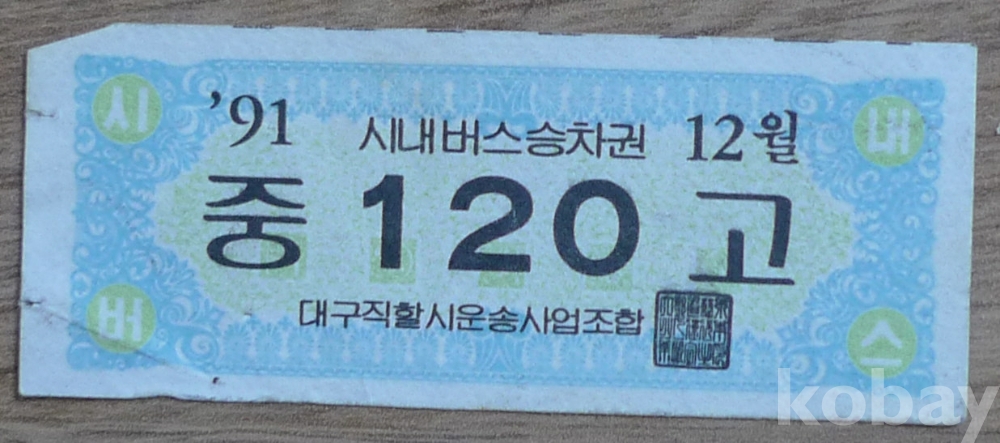 시 내
'91 시내버스승차권 12월
중 120 고
대구직할시운송사업조합
버 스
kobay